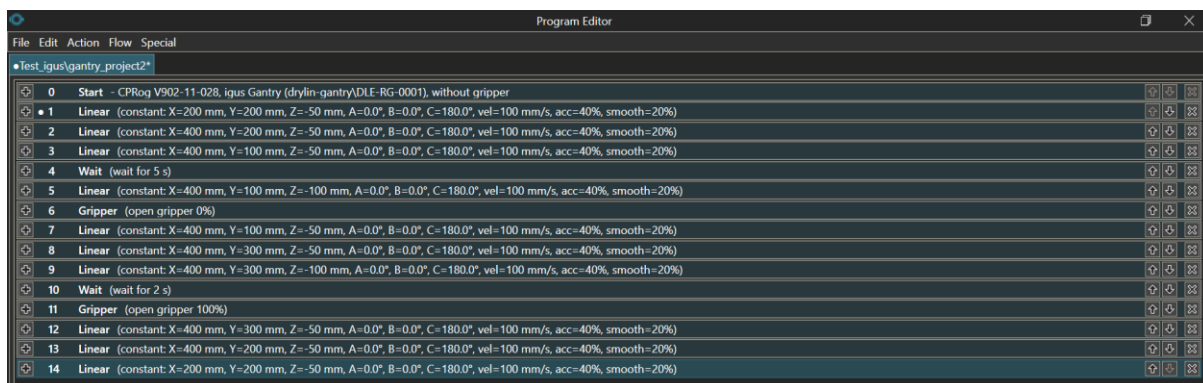 Program Editor
File Edit Action Flow Special
•Test_igus\gantry_project2*
0 Start - CPRog V902-11-028, igus Gantry (drylin-gantry\DLE-RG-0001), without gripper
• 1 Linear (constant: X=200 mm, Y=200 mm, Z=-50 mm, A=0.0°, B=0.0°, C=180.0°, vel=100 mm/s, acc=40%, smooth=20%)
2 Linear (constant: X=400 mm, Y=200 mm, Z=-50 mm, A=0.0°, B=0.0°, C=180.0°, vel=100 mm/s, acc=40%, smooth=20%)
3 Linear (constant: X=400 mm, Y=100 mm, Z=-50 mm, A=0.0°, B=0.0°, C=180.0°, vel=100 mm/s, acc=40%, smooth=20%)
4 Wait (wait for 5 s)
5 Linear (constant: X=400 mm, Y=100 mm, Z=-100 mm, A=0.0°, B=0.0°, C=180.0°, vel=100 mm/s, acc=40%, smooth=20%)
6 Gripper (open gripper 0%)
7 Linear (constant: X=400 mm, Y=100 mm, Z=-50 mm, A=0.0°, B=0.0°, C=180.0°, vel=100 mm/s, acc=40%, smooth=20%)
8 Linear (constant: X=400 mm, Y=300 mm, Z=-50 mm, A=0.0°, B=0.0°, C=180.0°, vel=100 mm/s, acc=40%, smooth=20%)
9 Linear (constant: X=400 mm, Y=300 mm, Z=-100 mm, A=0.0°, B=0.0°, C=180.0°, vel=100 mm/s, acc=40%, smooth=20%)
10 Wait (wait for 2 s)
11 Gripper (open gripper 100%)
12 Linear (constant: X=400 mm, Y=300 mm, Z=-50 mm, A=0.0°, B=0.0°, C=180.0°, vel=100 mm/s, acc=40%, smooth=20%)
13 Linear (constant: X=400 mm, Y=200 mm, Z=-50 mm, A=0.0°, B=0.0°, C=180.0°, vel=100 mm/s, acc=40%, smooth=20%)
14 Linear (constant: X=200 mm, Y=200 mm, Z=-50 mm, A=0.0°, B=0.0°, C=180.0°, vel=100 mm/s, acc=40%, smooth=20%)